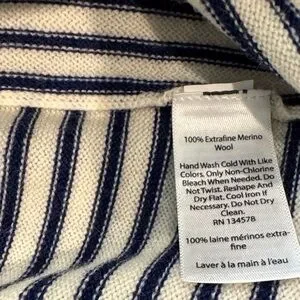 100% Extrafine Merino
Wool
Hand Wash Cold With Like
Colors. Only Non-Chlorine
Bleach When Needed. Do
Not Twist. Reshape And
Dry Flat. Cool Iron if
Necessary. Do Not Dry
Clean.
RN 134578
100% laine mérinos extra-
fine
Laver à la main à l'eau